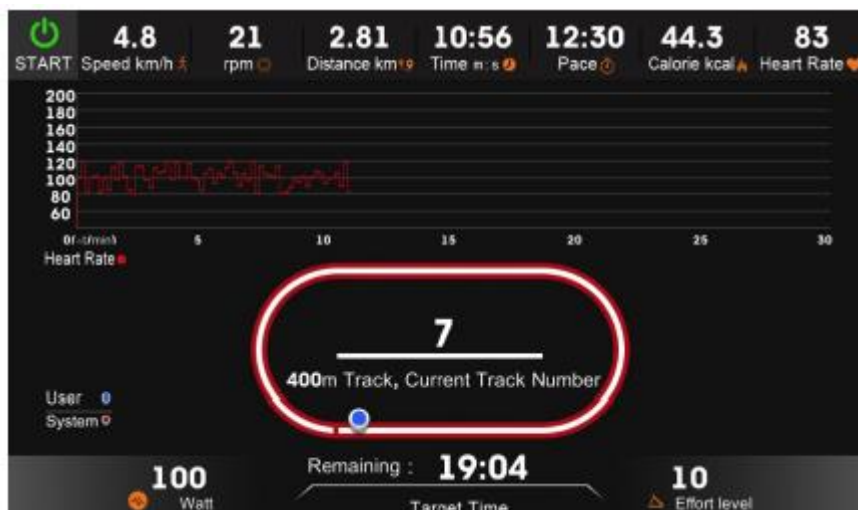 4.8 21 2.81 10:56 12:30 44.3 83
START Speed km/h rpm Distance km Time m:s Pace Calorie kcal Heart Rate
200
180
160
140
120
100
80
60
5 10 15 20 25 30
Heart Rate
7
400m Track, Current Track Number
User
System
Remaining : 19:04
100 10
Watt Target Time Effort level